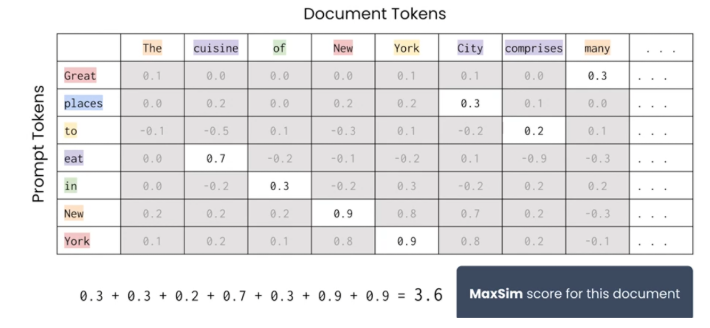 Document Tokens
The cuisine of New York City comprises many . . .
Prompt Tokens
Great 0.1 0.0 0.0 0.0 0.1 0.1 0.0 0.3 . . .
places 0.0 0.2 0.0 0.2 0.2 0.3 0.1 0.0 . . .
to -0.1 -0.5 0.1 -0.3 0.1 -0.2 0.2 0.1 . . .
eat 0.0 0.7 -0.2 -0.1 -0.2 0.1 -0.9 -0.3 . . .
in 0.0 -0.2 0.3 -0.2 0.3 -0.2 0.2 0.2 . . .
New 0.2 0.2 0.2 0.9 0.8 0.7 0.2 -0.3 . . .
York 0.1 0.2 0.1 0.8 0.9 0.8 0.2 -0.1 . . .
0.3 + 0.3 + 0.2 + 0.7 + 0.3 + 0.9 + 0.9 = 3.6
MaxSim score for this document